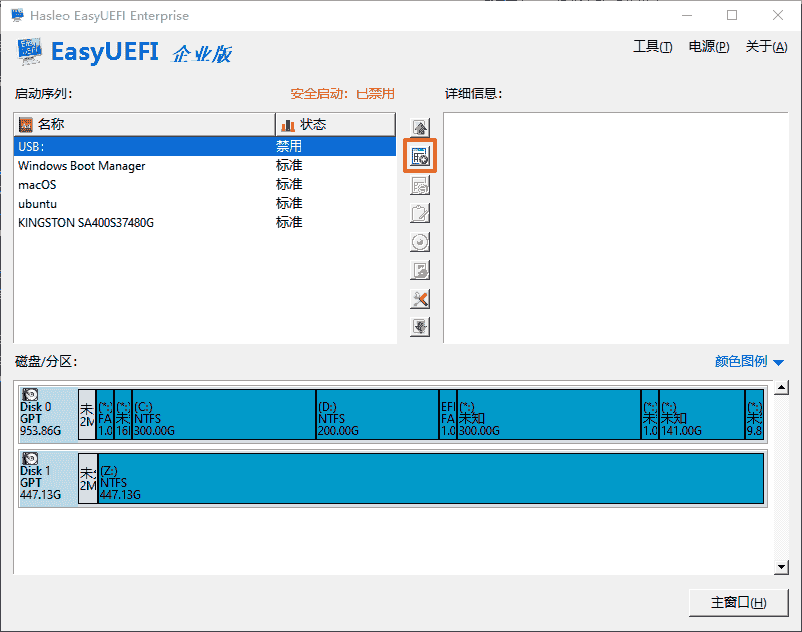 Hasleo EasyUEFI Enterprise
EasyUEFI 企业版
工具(T) 电源(P) 关于(A)
启动序列: 安全启动: 已禁用 详细信息:
名称 状态
USB: 禁用
Windows Boot Manager 标准
macOS 标准
ubuntu 标准
KINGSTON SA400S37480G 标准
磁盘/分区: 颜色图例
Disk 0
GPT
953.86G
未
2M
(*:)
FA
1.0
(*:)
未
16
(C:)
NTFS
300.00G
(D:)
NTFS
200.00G
EFI
FA
1.0
(*:)
未知
300.00G
(*:)
未
1.0
(*:)
未知
141.00G
(*:)
未
9.8
Disk 1
GPT
447.13G
未
2M
(Z:)
NTFS
447.13G
主窗口(H)